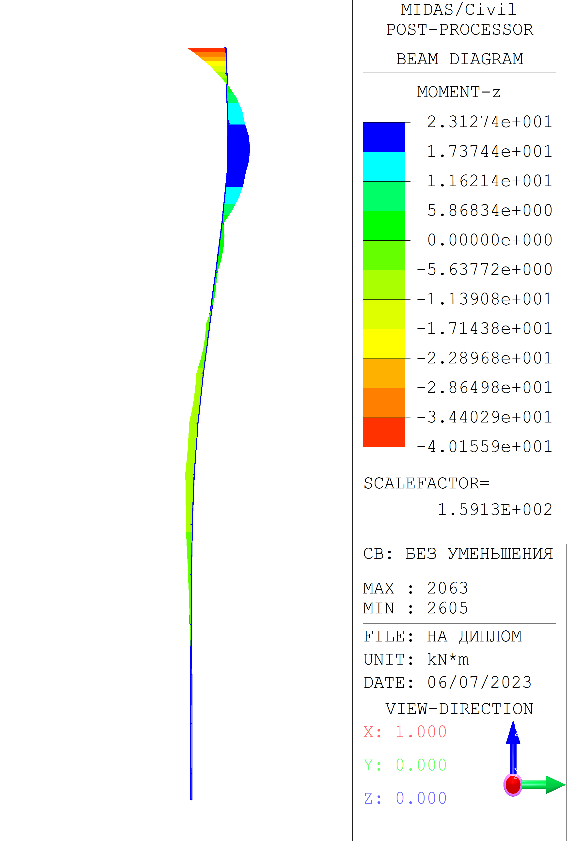 MIDAS/Civil
POST-PROCESSOR
BEAM DIAGRAM
MOMENT-z
2.31274e+001
1.73744e+001
1.16214e+001
5.86834e+000
0.00000e+000
-5.63772e+000
-1.13908e+001
-1.71438e+001
-2.28968e+001
-2.86498e+001
-3.44029e+001
-4.01559e+001
SCALEFACTOR=
1.5913E+002
СВ: БЕЗ УМЕНЬШЕНИЯ
MAX : 2063
MIN : 2605
FILE: НА ДИПЛОМ
UNIT: kN*m
DATE: 06/07/2023
VIEW-DIRECTION
X: 1.000
Y: 0.000
Z: 0.000